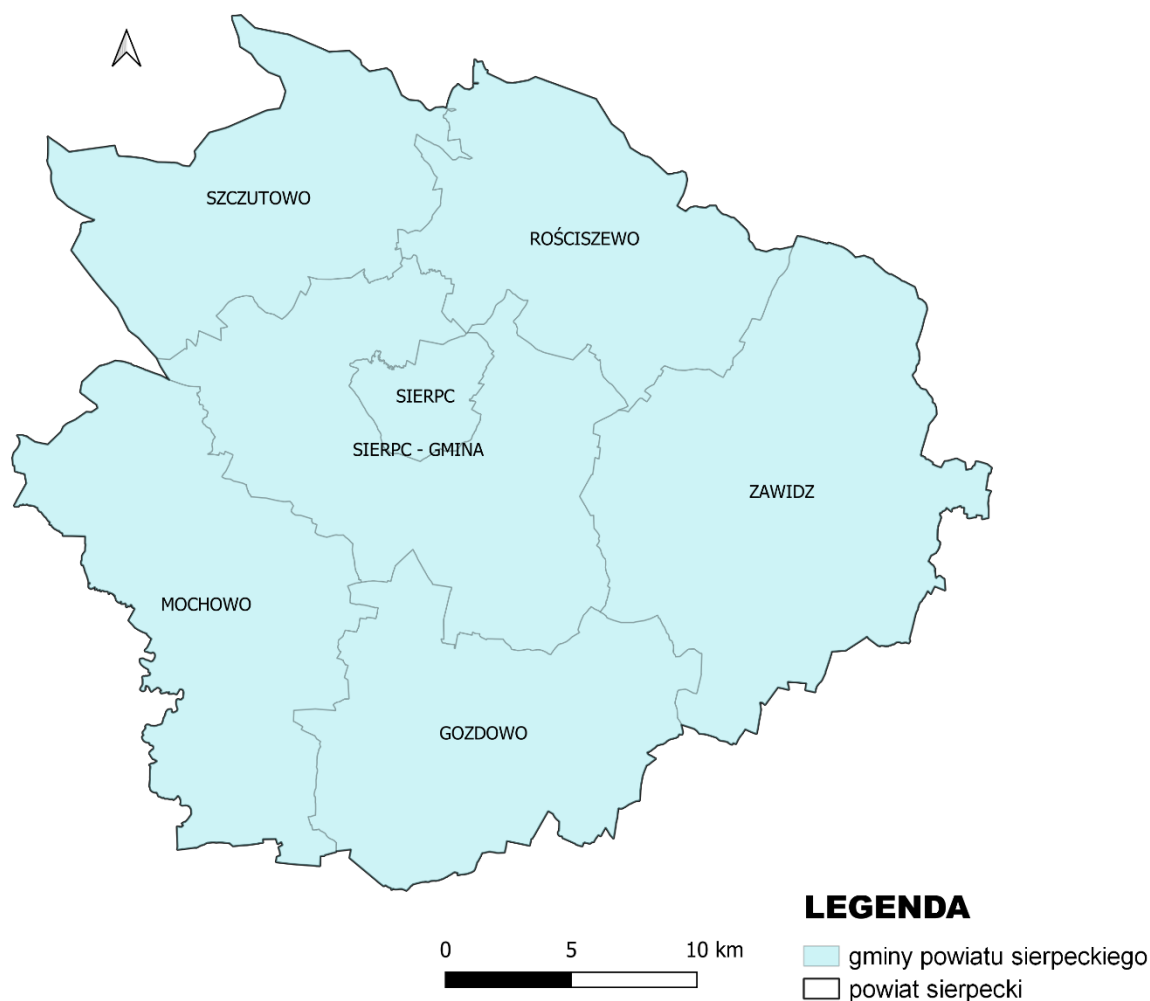 SZCZUTOWO
ROŚCISZEWO
SIERPC
SIERPC - GMINA
ZAWIDZ
MOCHOWO
GOZDOWO
LEGENDA
0 5 10 km
gminy powiatu sierpeckiego
powiat sierpecki